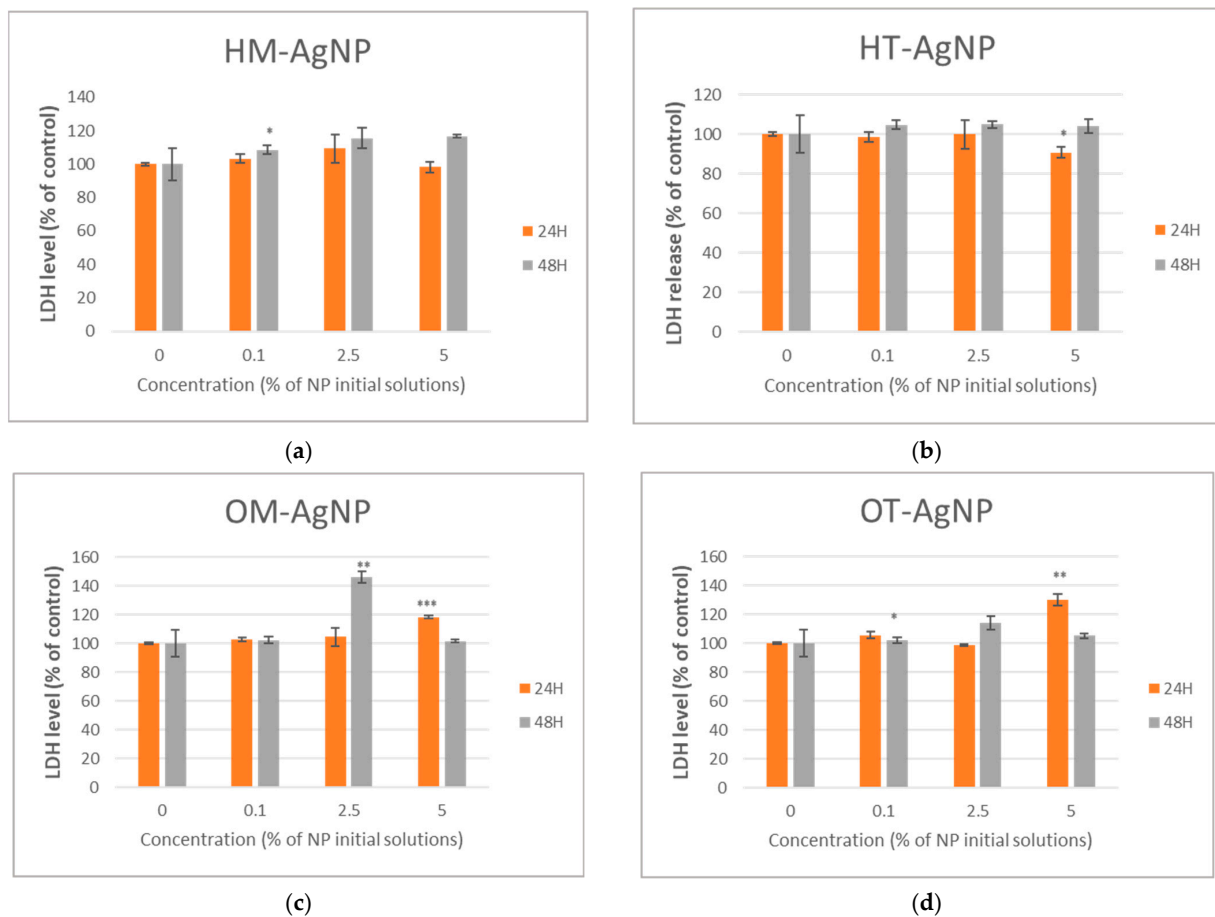 HM-AgNP
LDH level (% of control)
140
120
100
80
60
40
20
0
*
0 0.1 2.5 5
Concentration (% of NP initial solutions)
24H
48H
(a)
HT-AgNP
LDH release (% of control)
120
100
80
60
40
20
0
*
0 0.1 2.5 5
Concentration (% of NP initial solutions)
24H
48H
(b)
OM-AgNP
LDH level (% of control)
160
140
120
100
80
60
40
20
0
**
***
0 0.1 2.5 5
Concentration (% of NP initial solutions)
24H
48H
(c)
OT-AgNP
LDH level (% of control)
160
140
120
100
80
60
40
20
0
*
**
0 0.1 2.5 5
Concentration (% of NP initial solutions)
24H
48H
(d)